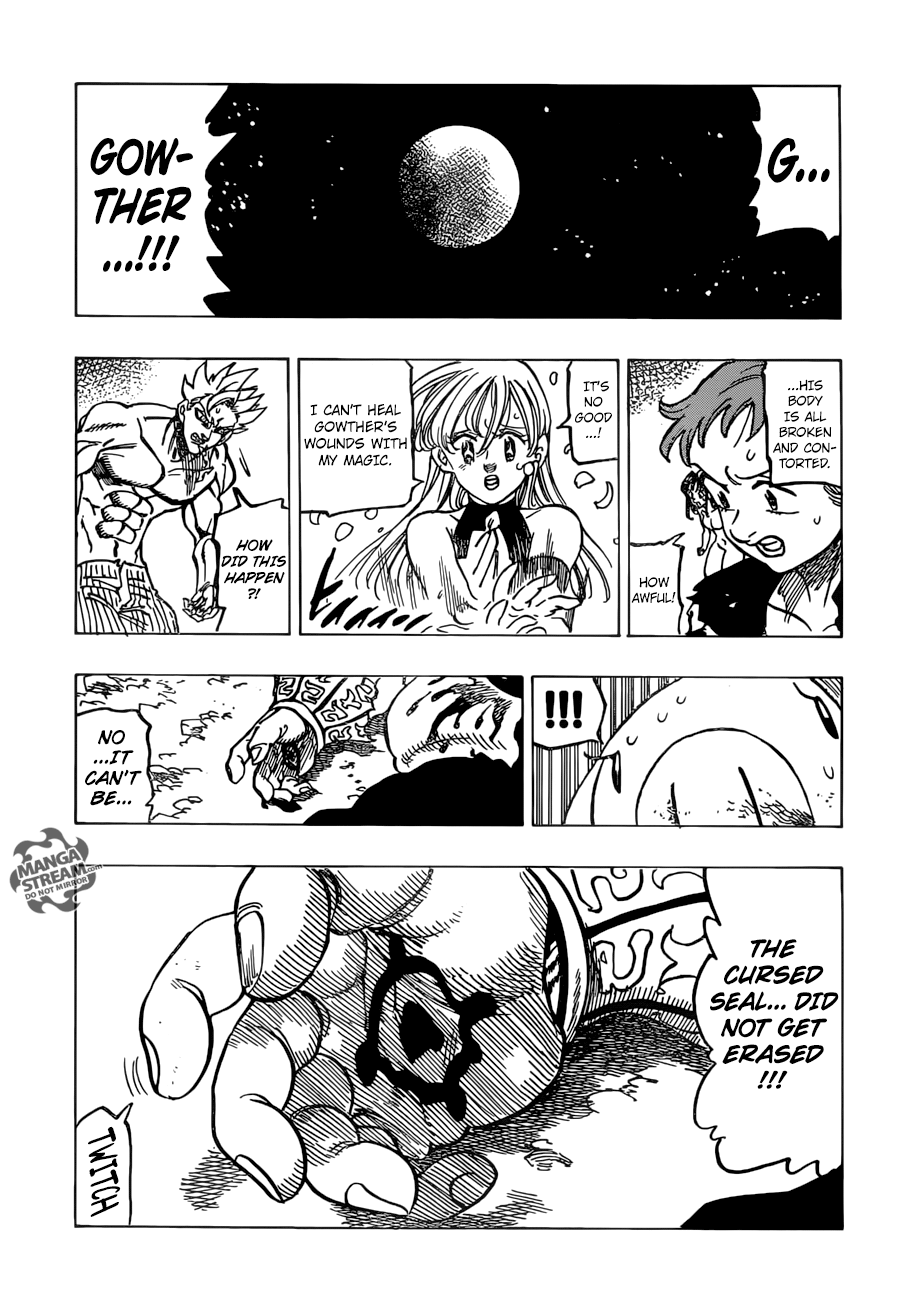 G...
GOW-
THER
...!!!
...HIS
BODY
IS ALL
BROKEN
AND CON-
TORTED.
HOW
AWFUL!
IT'S
NO
GOOD
...!
I CAN'T HEAL
GOWTHER'S
WOUNDS WITH
MY MAGIC.
HOW
DID THIS
HAPPEN
?!
!!!
NO
...IT
CAN'T
BE...
MANGA
STREAM.com
DO NOT MIRROR
THE
CURSED
SEAL... DID
NOT GET
ERASED
!!!
TWITCH